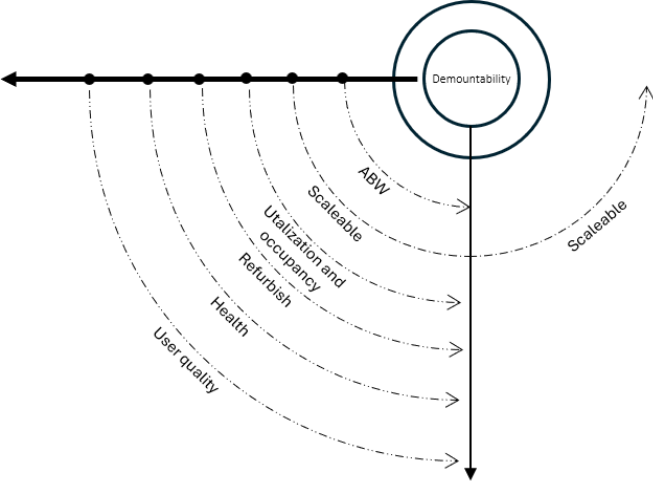 Demountability
ABW
Scaleable
Scaleable
Utalization and
occupancy
Refurbish
Health
User quality